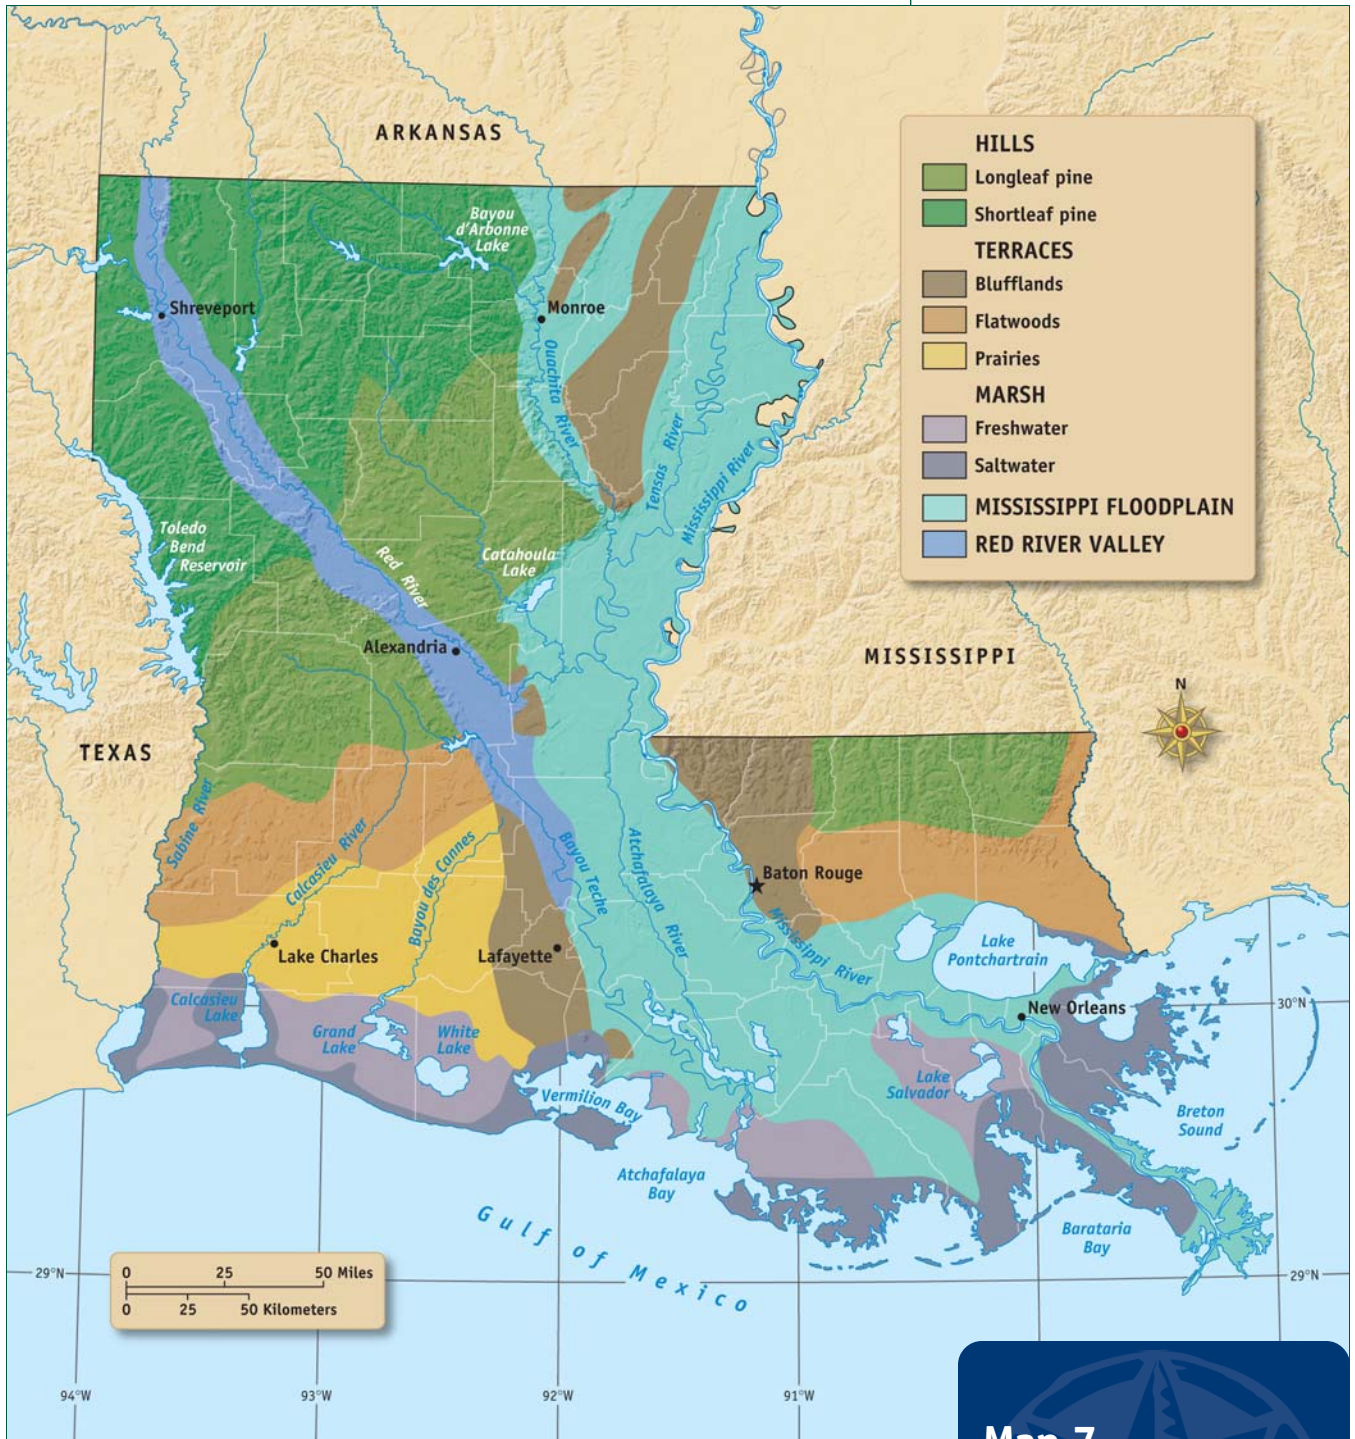 ARKANSAS
HILLS
Longleaf pine
Shortleaf pine
TERRACES
Blufflands
Flatwoods
Prairies
MARSH
Freshwater
Saltwater
MISSISSIPPI FLOODPLAIN
RED RIVER VALLEY
Bayou
d'Arbonne
Lake
Shreveport
Monroe
Ouachita River
Tensas River
Mississippi River
Toledo
Bend
Reservoir
Red River
Catahoula
Lake
Alexandria
MISSISSIPPI
N
TEXAS
Sabine River
Calcasieu River
Bayou des Cannes
Bayou Teche
Atchafalaya River
Baton Rouge
Mississippi River
Lake Charles
Lafayette
Lake
Pontchartrain
Calcasieu
Lake
Grand
Lake
White
Lake
New Orleans
30°N
Lake
Salvador
Vermilion Bay
Breton
Sound
Atchafalaya
Bay
Barataria
Bay
Gulf of Mexico
29°N
29°N
0 25 50 Miles
0 25 50 Kilometers
94°W
93°W
92°W
91°W
Map 7